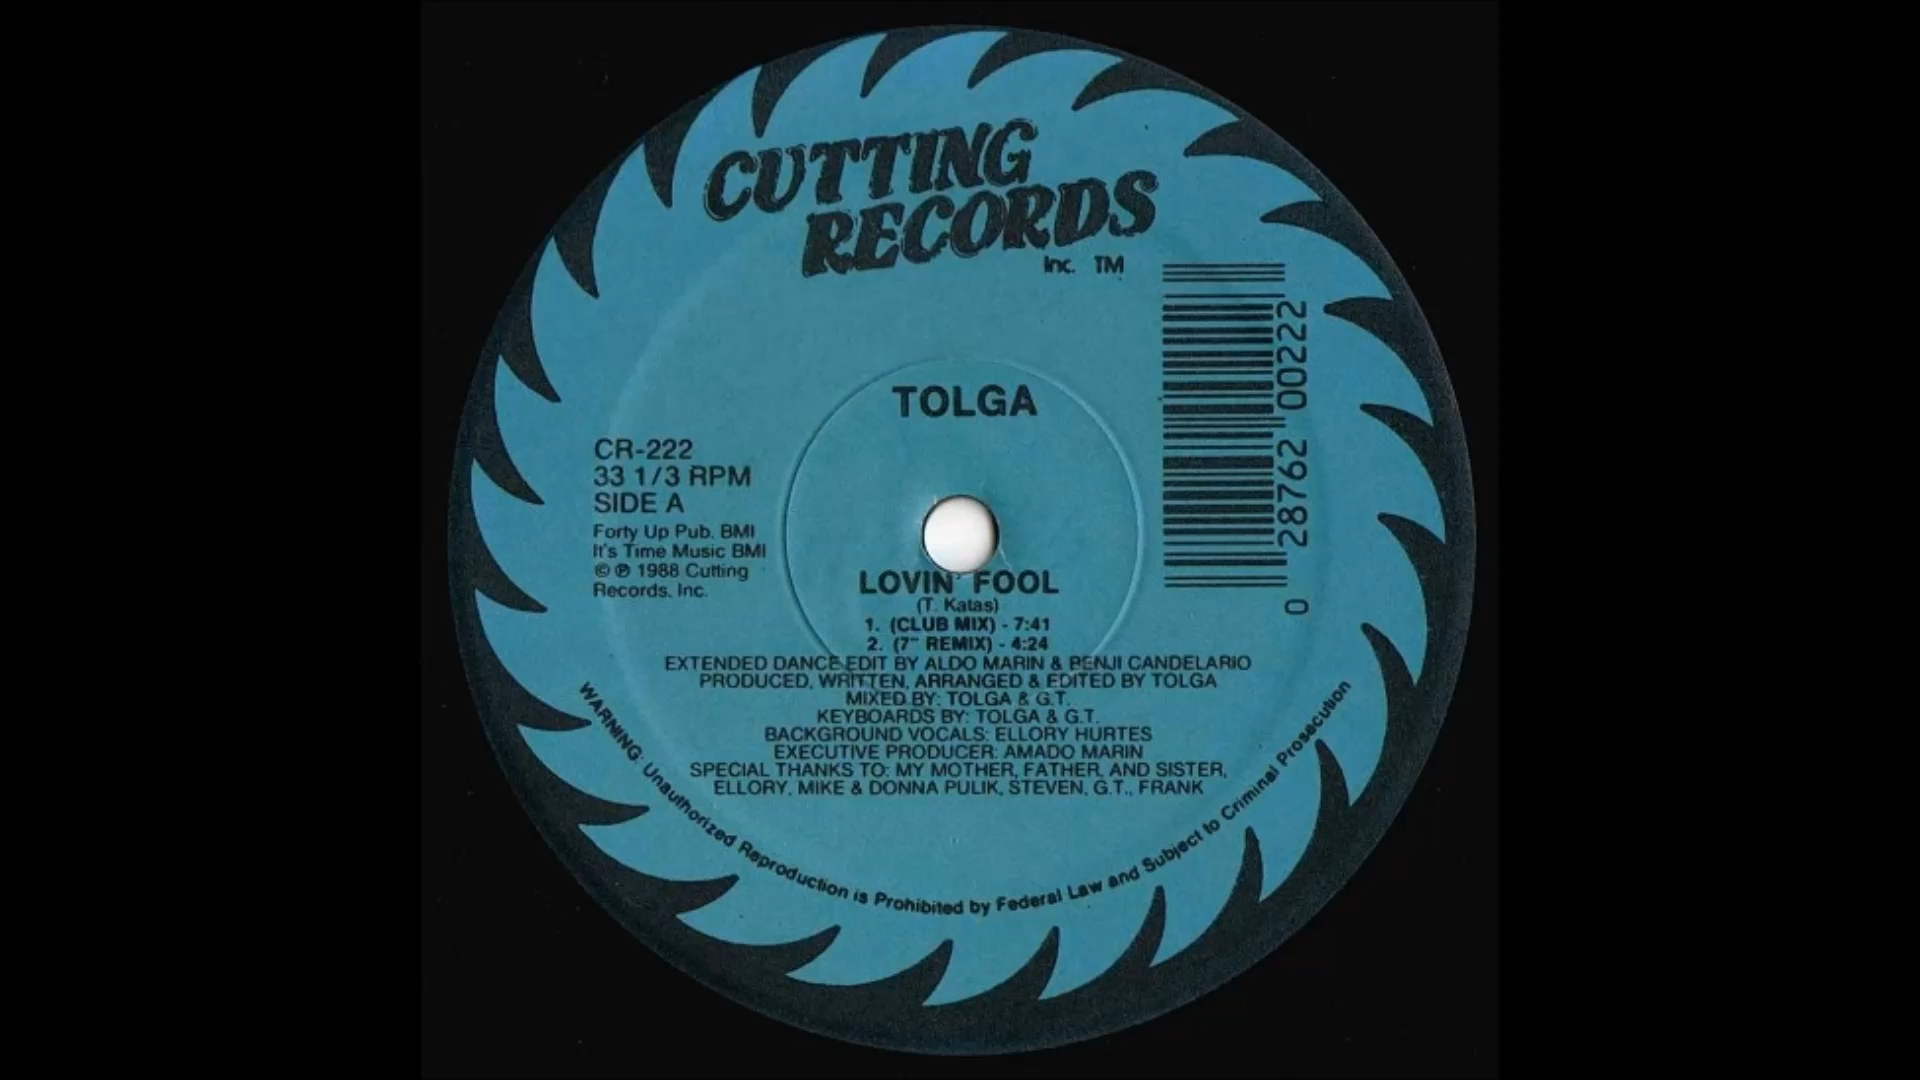 CUTTING
RECORDS
Inc. TM
TOLGA
CR-222
33 1/3 RPM
SIDE A
Forty Up Pub. BMI
It's Time Music BMI
© ℗ 1988 Cutting
Records, Inc.
0 28762 00222 0
LOVIN' FOOL
(T. Katas)
1. (CLUB MIX) - 7:41
2. (7" REMIX) - 4:24
EXTENDED DANCE EDIT BY ALDO MARIN & BENJI CANDELARIO
PRODUCED, WRITTEN, ARRANGED & EDITED BY TOLGA
MIXED BY: TOLGA & G.T.
KEYBOARDS BY: TOLGA & G.T.
BACKGROUND VOCALS: ELLORY HURTES
EXECUTIVE PRODUCER: AMADO MARIN
SPECIAL THANKS TO: MY MOTHER, FATHER, AND SISTER,
ELLORY, MIKE & DONNA PULIK, STEVEN, G.T., FRANK
WARNING: Unauthorized Reproduction is Prohibited by Federal Law and Subject to Criminal Prosecution